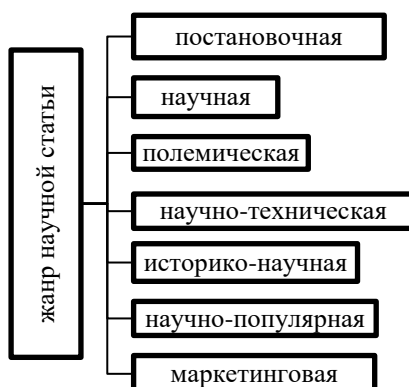 жанр научной статьи
постановочная
научная
полемическая
научно-техническая
историко-научная
научно-популярная
маркетинговая